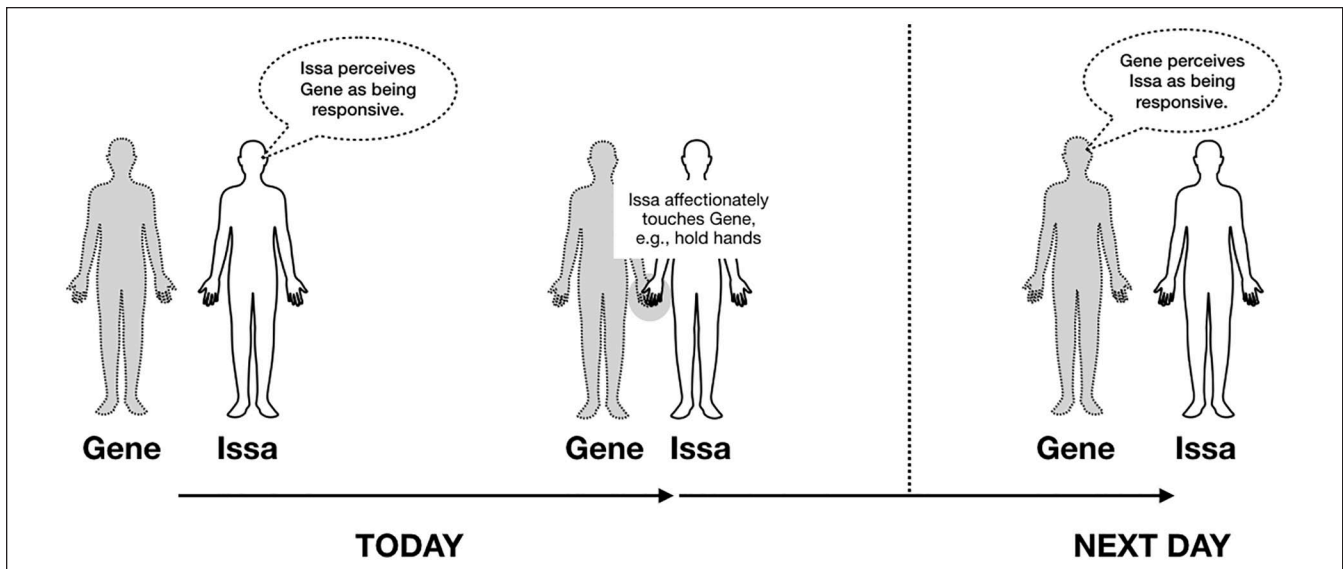 Issa perceives
Gene as being
responsive.
Gene perceives
Issa as being
responsive.
Issa affectionately
touches Gene,
e.g., hold hands
Gene
Issa
Gene
Issa
Gene
Issa
TODAY
NEXT DAY